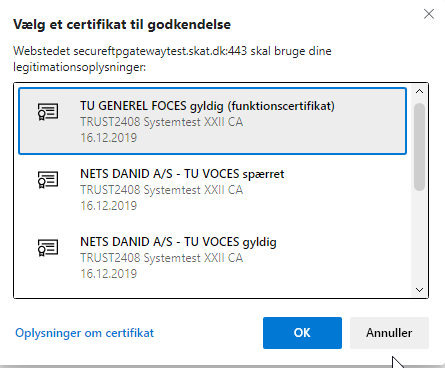 Vælg et certifikat til godkendelse
Webstedet secureftpgatewaytest.skat.dk:443 skal bruge dine
legitimationsoplysninger:
TU GENEREL FOCES gyldig (funktionscertifikat)
TRUST2408 Systemtest XXII CA
16.12.2019
NETS DANID A/S - TU VOCES spærret
TRUST2408 Systemtest XXII CA
16.12.2019
NETS DANID A/S - TU VOCES gyldig
TRUST2408 Systemtest XXII CA
16.12.2019
Oplysninger om certifikat
OK
Annuller